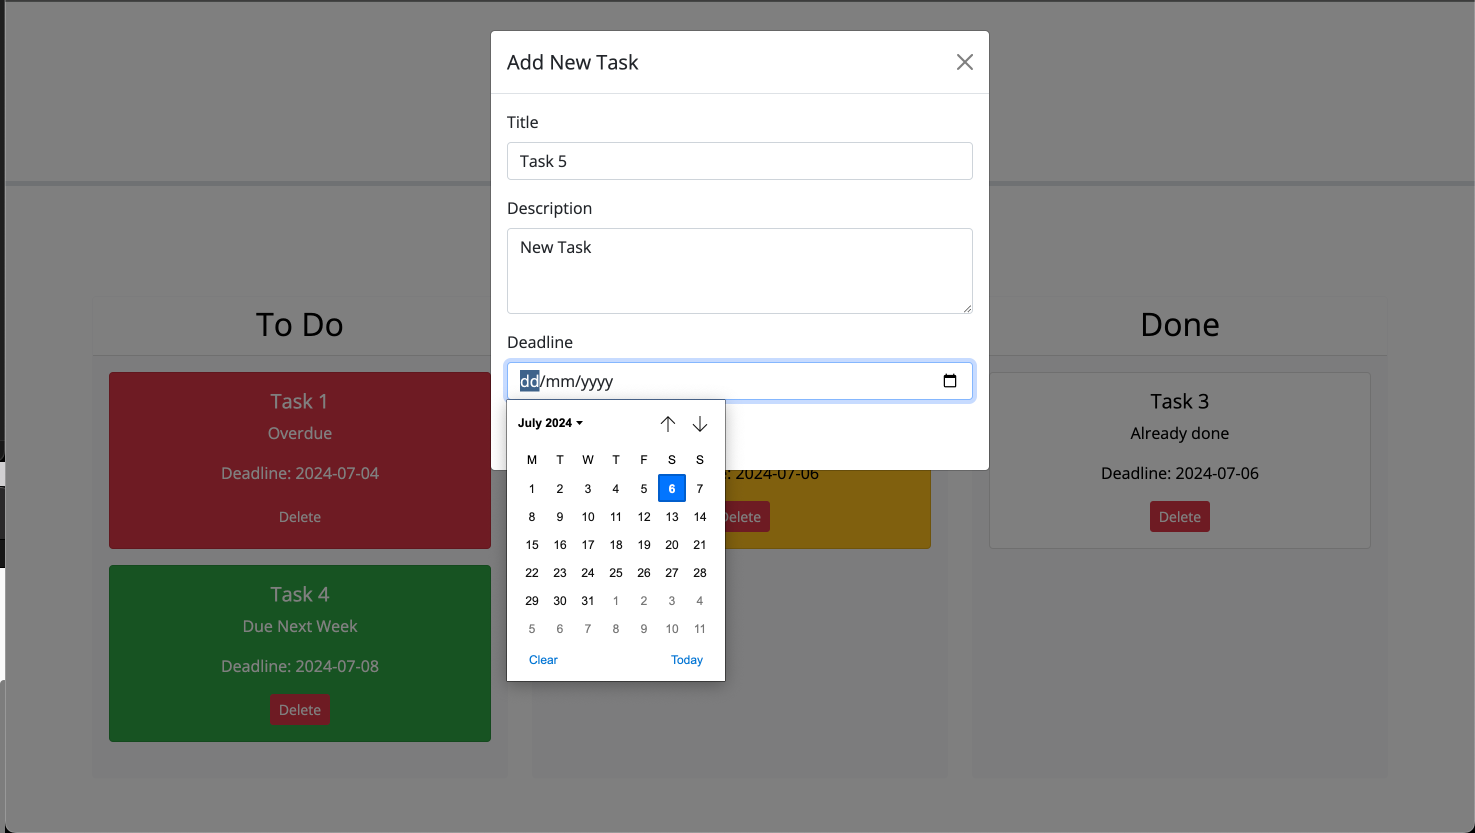 Add New Task
Title
Task 5
Description
New Task
Deadline
dd/mm/yyyy
July 2024
M T W T F S S
1 2 3 4 5 6 7
8 9 10 11 12 13 14
15 16 17 18 19 20 21
22 23 24 25 26 27 28
29 30 31 1 2 3 4
5 6 7 8 9 10 11
Clear Today
To Do
Task 1
Overdue
Deadline: 2024-07-04
Delete
Task 4
Due Next Week
Deadline: 2024-07-08
Delete
: 2024-07-06
elete
Done
Task 3
Already done
Deadline: 2024-07-06
Delete